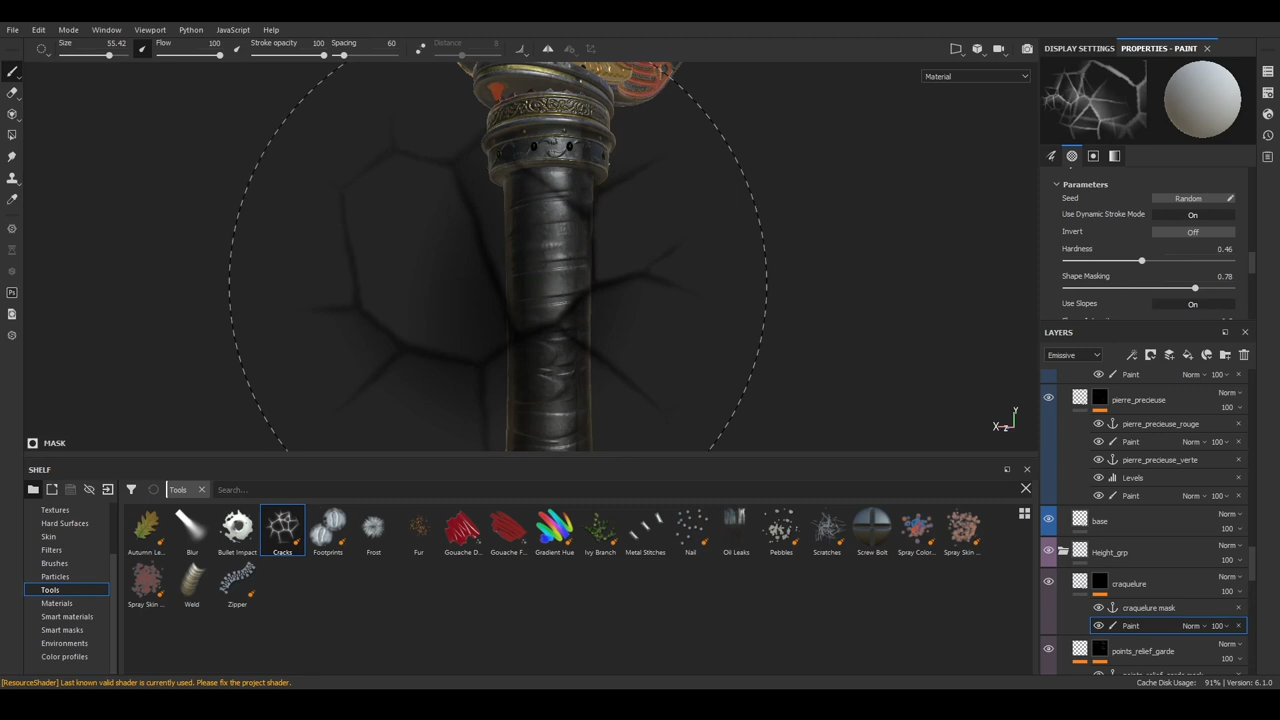 File Edit Mode Window Viewport Python JavaScript Help
Size 55.42 Flow 100 Stroke opacity 100 Spacing 60 Distance 8
DISPLAY SETTINGS PROPERTIES - PAINT
Material
Parameters
Seed Random
Use Dynamic Stroke Mode On
Invert Off
Hardness 0.46
Shape Masking 0.78
Use Slopes On
X Z Y
MASK
LAYERS
Emissive
Paint Norm 100
pierre_precieuse Norm
100
pierre_precieuse_rouge
Paint Norm 100
pierre_precieuse_verte
Levels
Paint Norm 100
base Norm
100
Height_grp Norm
100
craquelure Norm
100
craquelure mask
Paint Norm 100
points_relief_garde Norm
100
SHELF
Tools Search...
Textures
Hard Surfaces
Skin
Filters
Brushes
Particles
Tools
Materials
Smart materials
Smart masks
Environments
Color profiles
Autumn Le... Blur Bullet Impact Cracks Footprints Frost Fur Gouache D... Gouache F... Gradient Hue Ivy Branch Metal Stitches Nail Oil Leaks Pebbles Scratches Screw Bolt Spray Color... Spray Skin ...
Spray Skin ... Weld Zipper
[ResourceShader] Last known valid shader is currently used. Please fix the project shader.
Cache Disk Usage: 91% | Version: 6.1.0
Ps